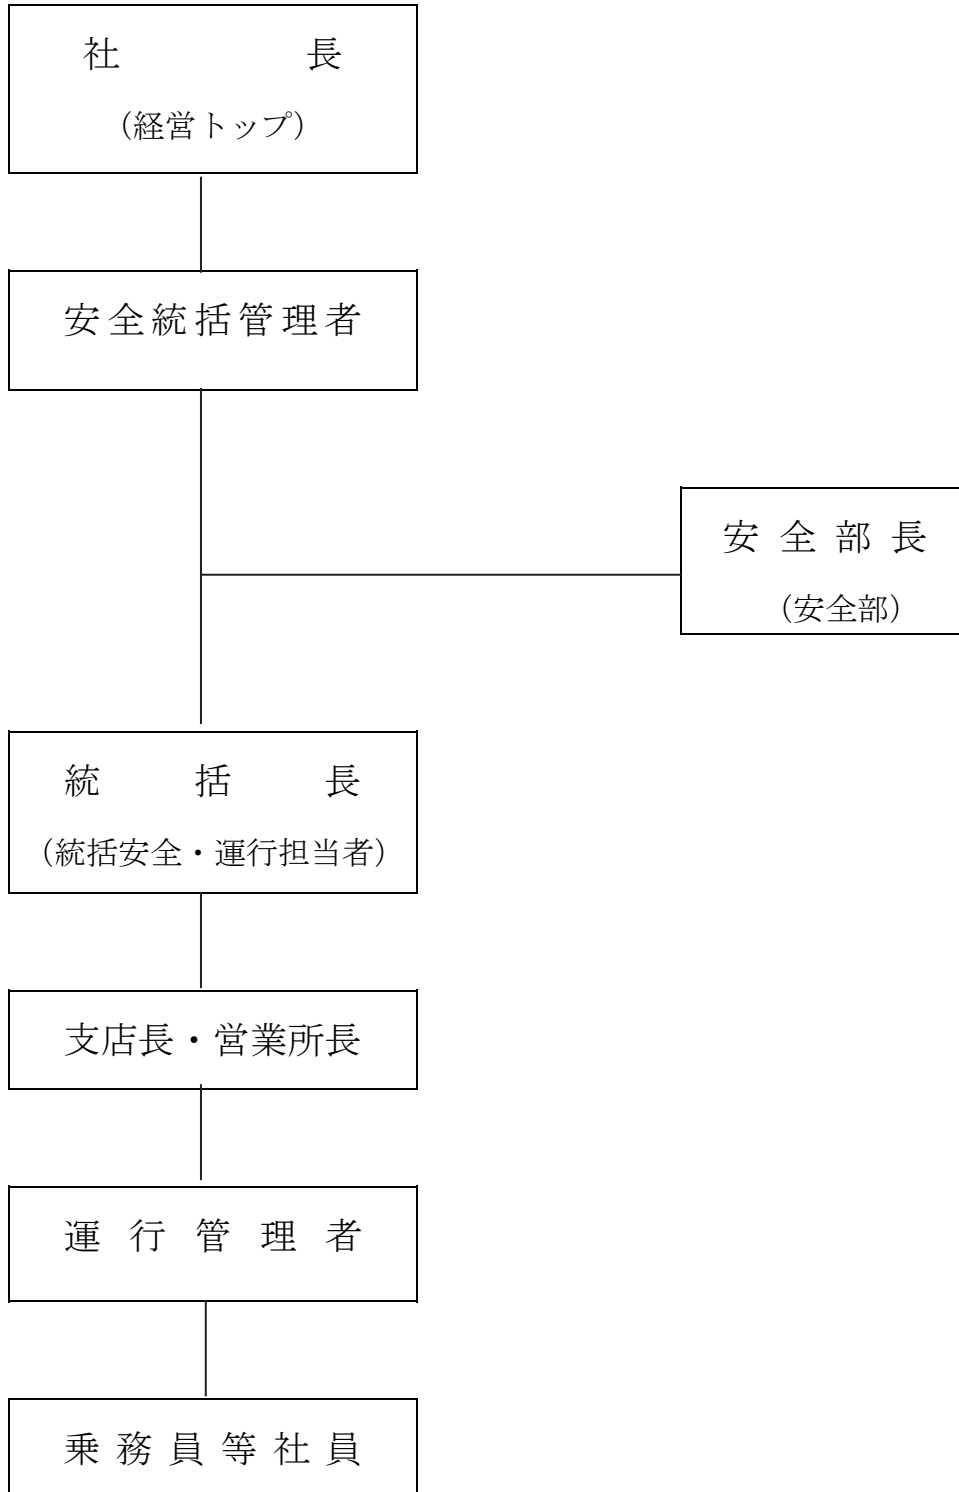 社長
（経営トップ）
安全統括管理者
安全部長
（安全部）
統括長
（統括安全・運行担当者）
支店長・営業所長
運行管理者
乗務員等社員